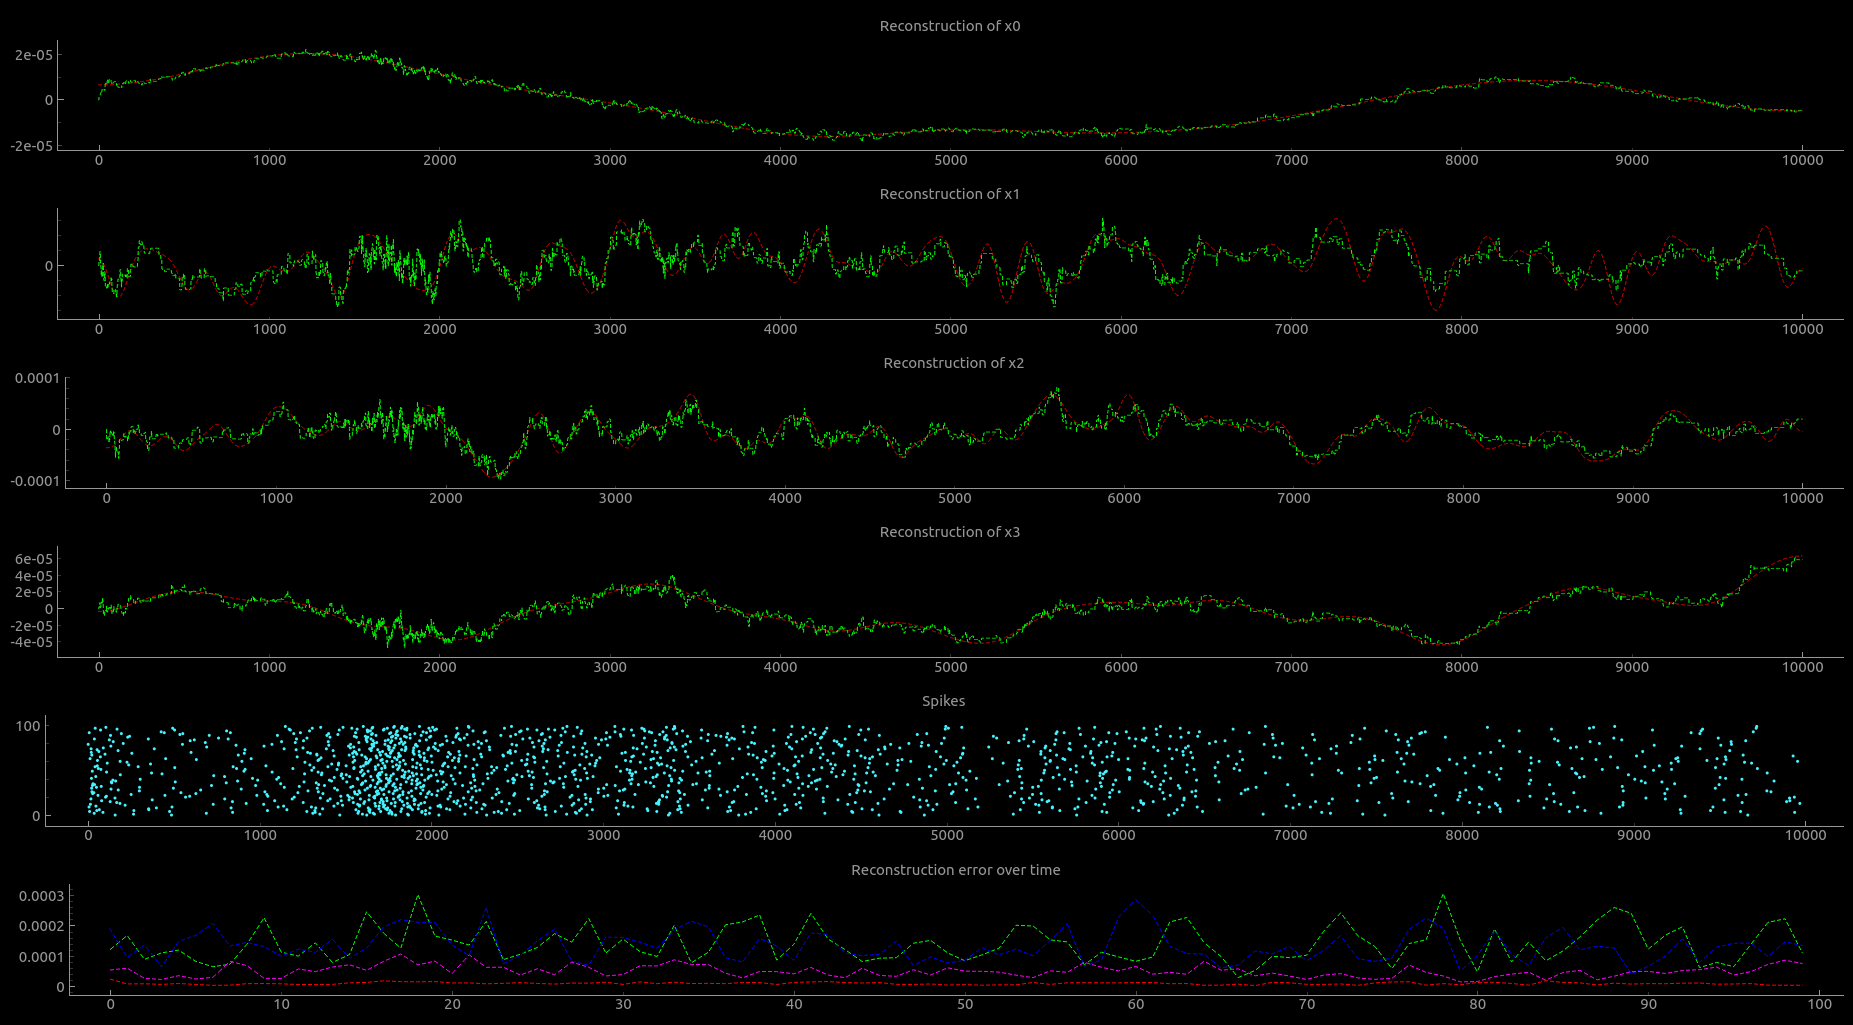 Reconstruction of x0
2e-05
0
-2e-05
0 1000 2000 3000 4000 5000 6000 7000 8000 9000 10000
Reconstruction of x1
0
0 1000 2000 3000 4000 5000 6000 7000 8000 9000 10000
Reconstruction of x2
0.0001
0
-0.0001
0 1000 2000 3000 4000 5000 6000 7000 8000 9000 10000
Reconstruction of x3
6e-05
4e-05
2e-05
0
-2e-05
-4e-05
0 1000 2000 3000 4000 5000 6000 7000 8000 9000 10000
Spikes
100
0
0 1000 2000 3000 4000 5000 6000 7000 8000 9000 10000
Reconstruction error over time
0.0003
0.0002
0.0001
0
0 10 20 30 40 50 60 70 80 90 100